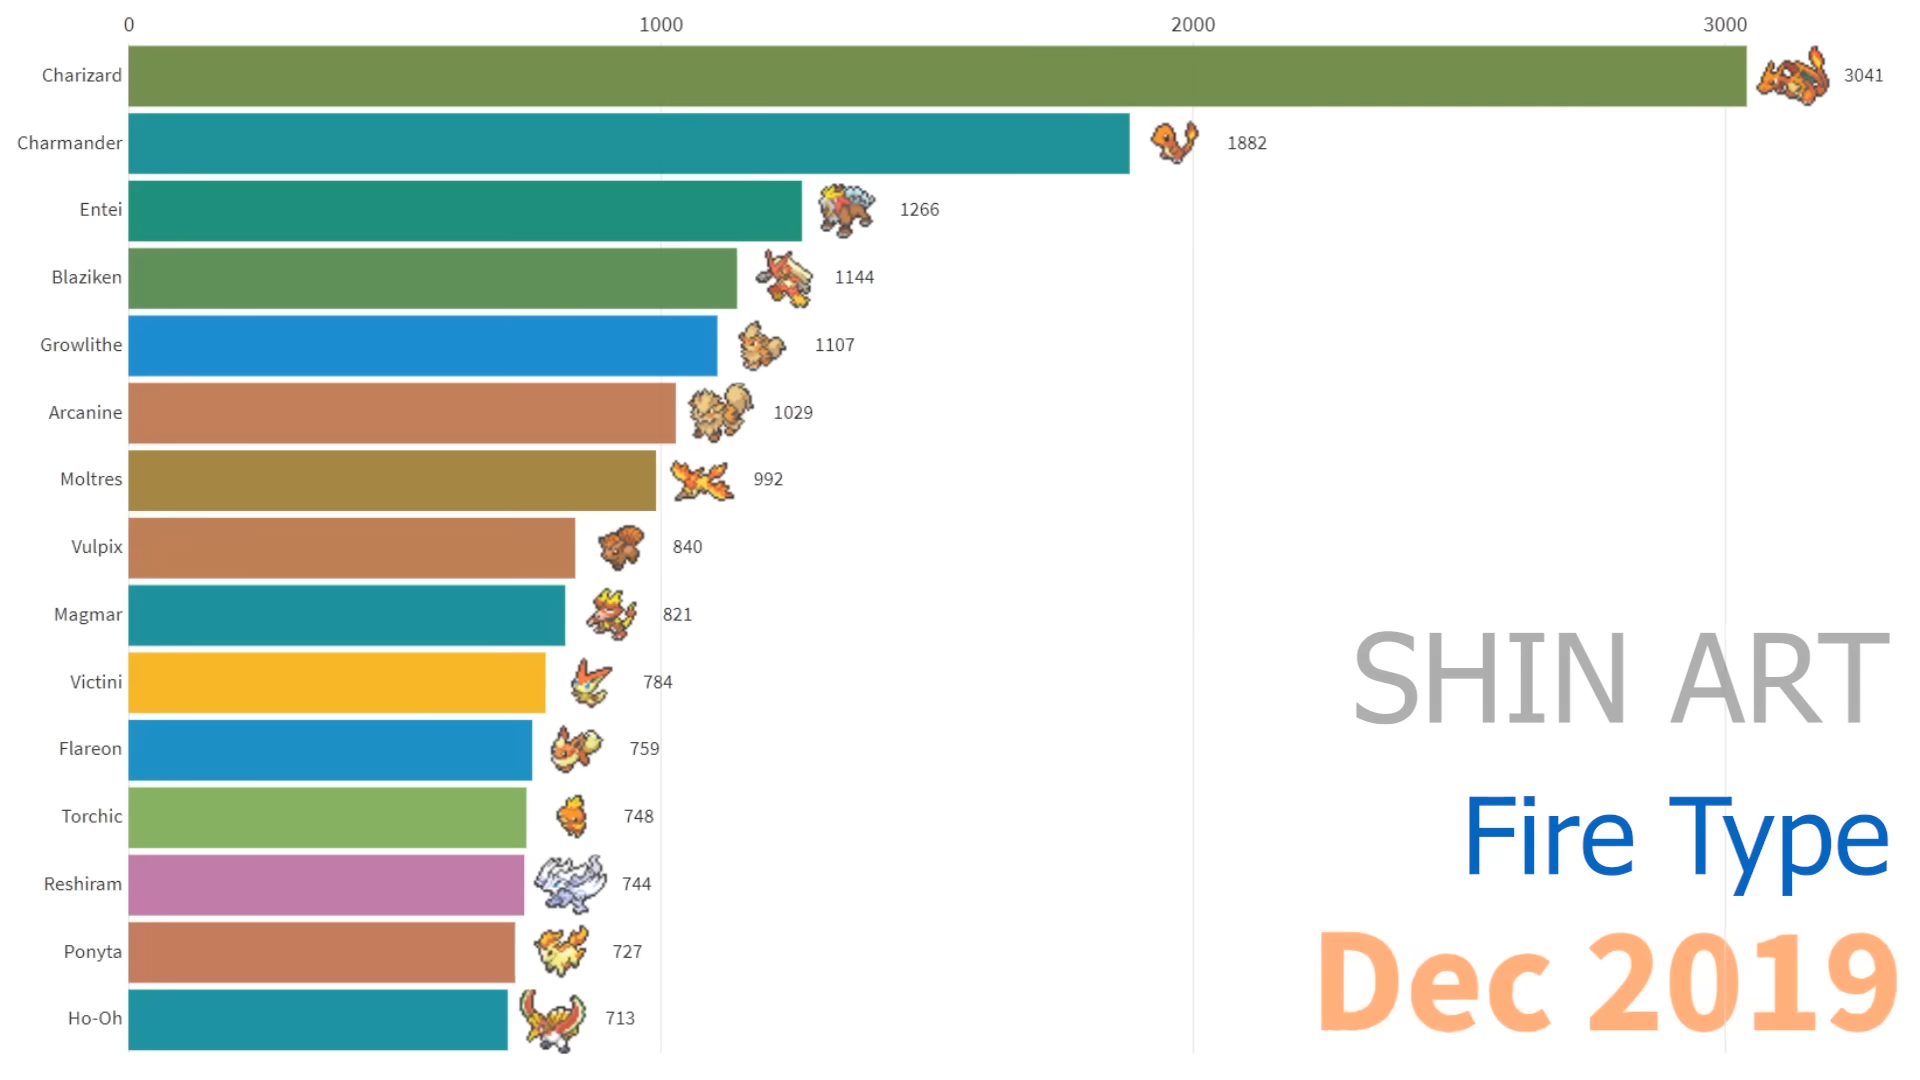 0 1000 2000 3000
Charizard 3041
Charmander 1882
Entei 1266
Blaziken 1144
Growlithe 1107
Arcanine 1029
Moltres 992
Vulpix 840
Magmar 821
Victini 784
Flareon 759
Torchic 748
Reshiram 744
Ponyta 727
Ho-Oh 713
SHIN ART
Fire Type
Dec 2019